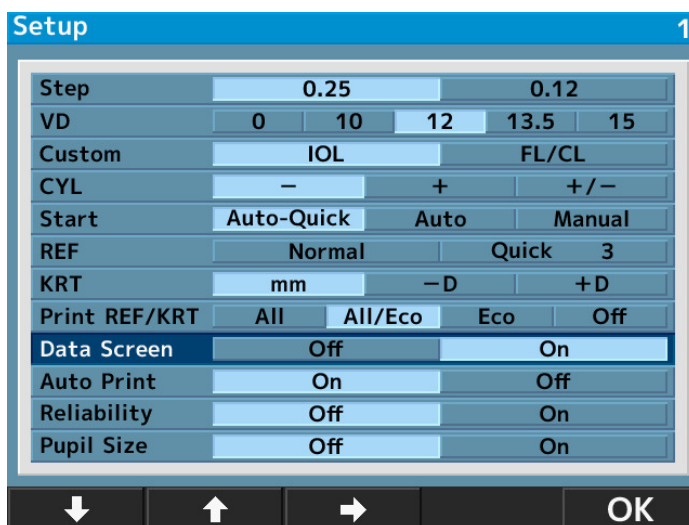 Setup 1
Step 0.25 0.12
VD 0 10 12 13.5 15
Custom IOL FL/CL
CYL − + +/−
Start Auto-Quick Auto Manual
REF Normal Quick 3
KRT mm −D +D
Print REF/KRT All All/Eco Eco Off
Data Screen Off On
Auto Print On Off
Reliability Off On
Pupil Size Off On
OK